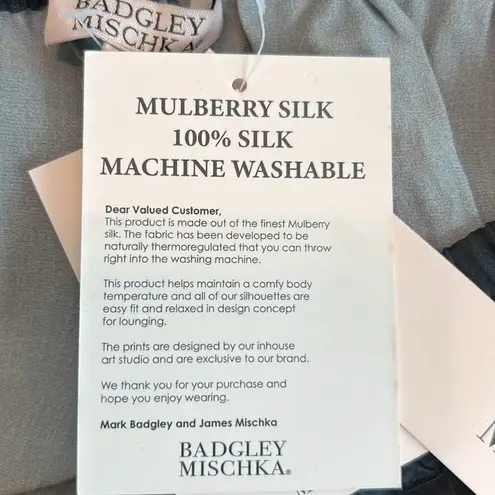 BADGLEY
MISCHKA
MULBERRY SILK
100% SILK
MACHINE WASHABLE
Dear Valued Customer,
This product is made out of the finest Mulberry
silk. The fabric has been developed to be
naturally thermoregulated that you can throw
right into the washing machine.
This product helps maintain a comfy body
temperature and all of our silhouettes are
easy fit and relaxed in design concept
for lounging.
The prints are designed by our inhouse
art studio and are exclusive to our brand.
We thank you for your purchase and
hope you enjoy wearing.
Mark Badgley and James Mischka
BADGLEY
MISCHKA®